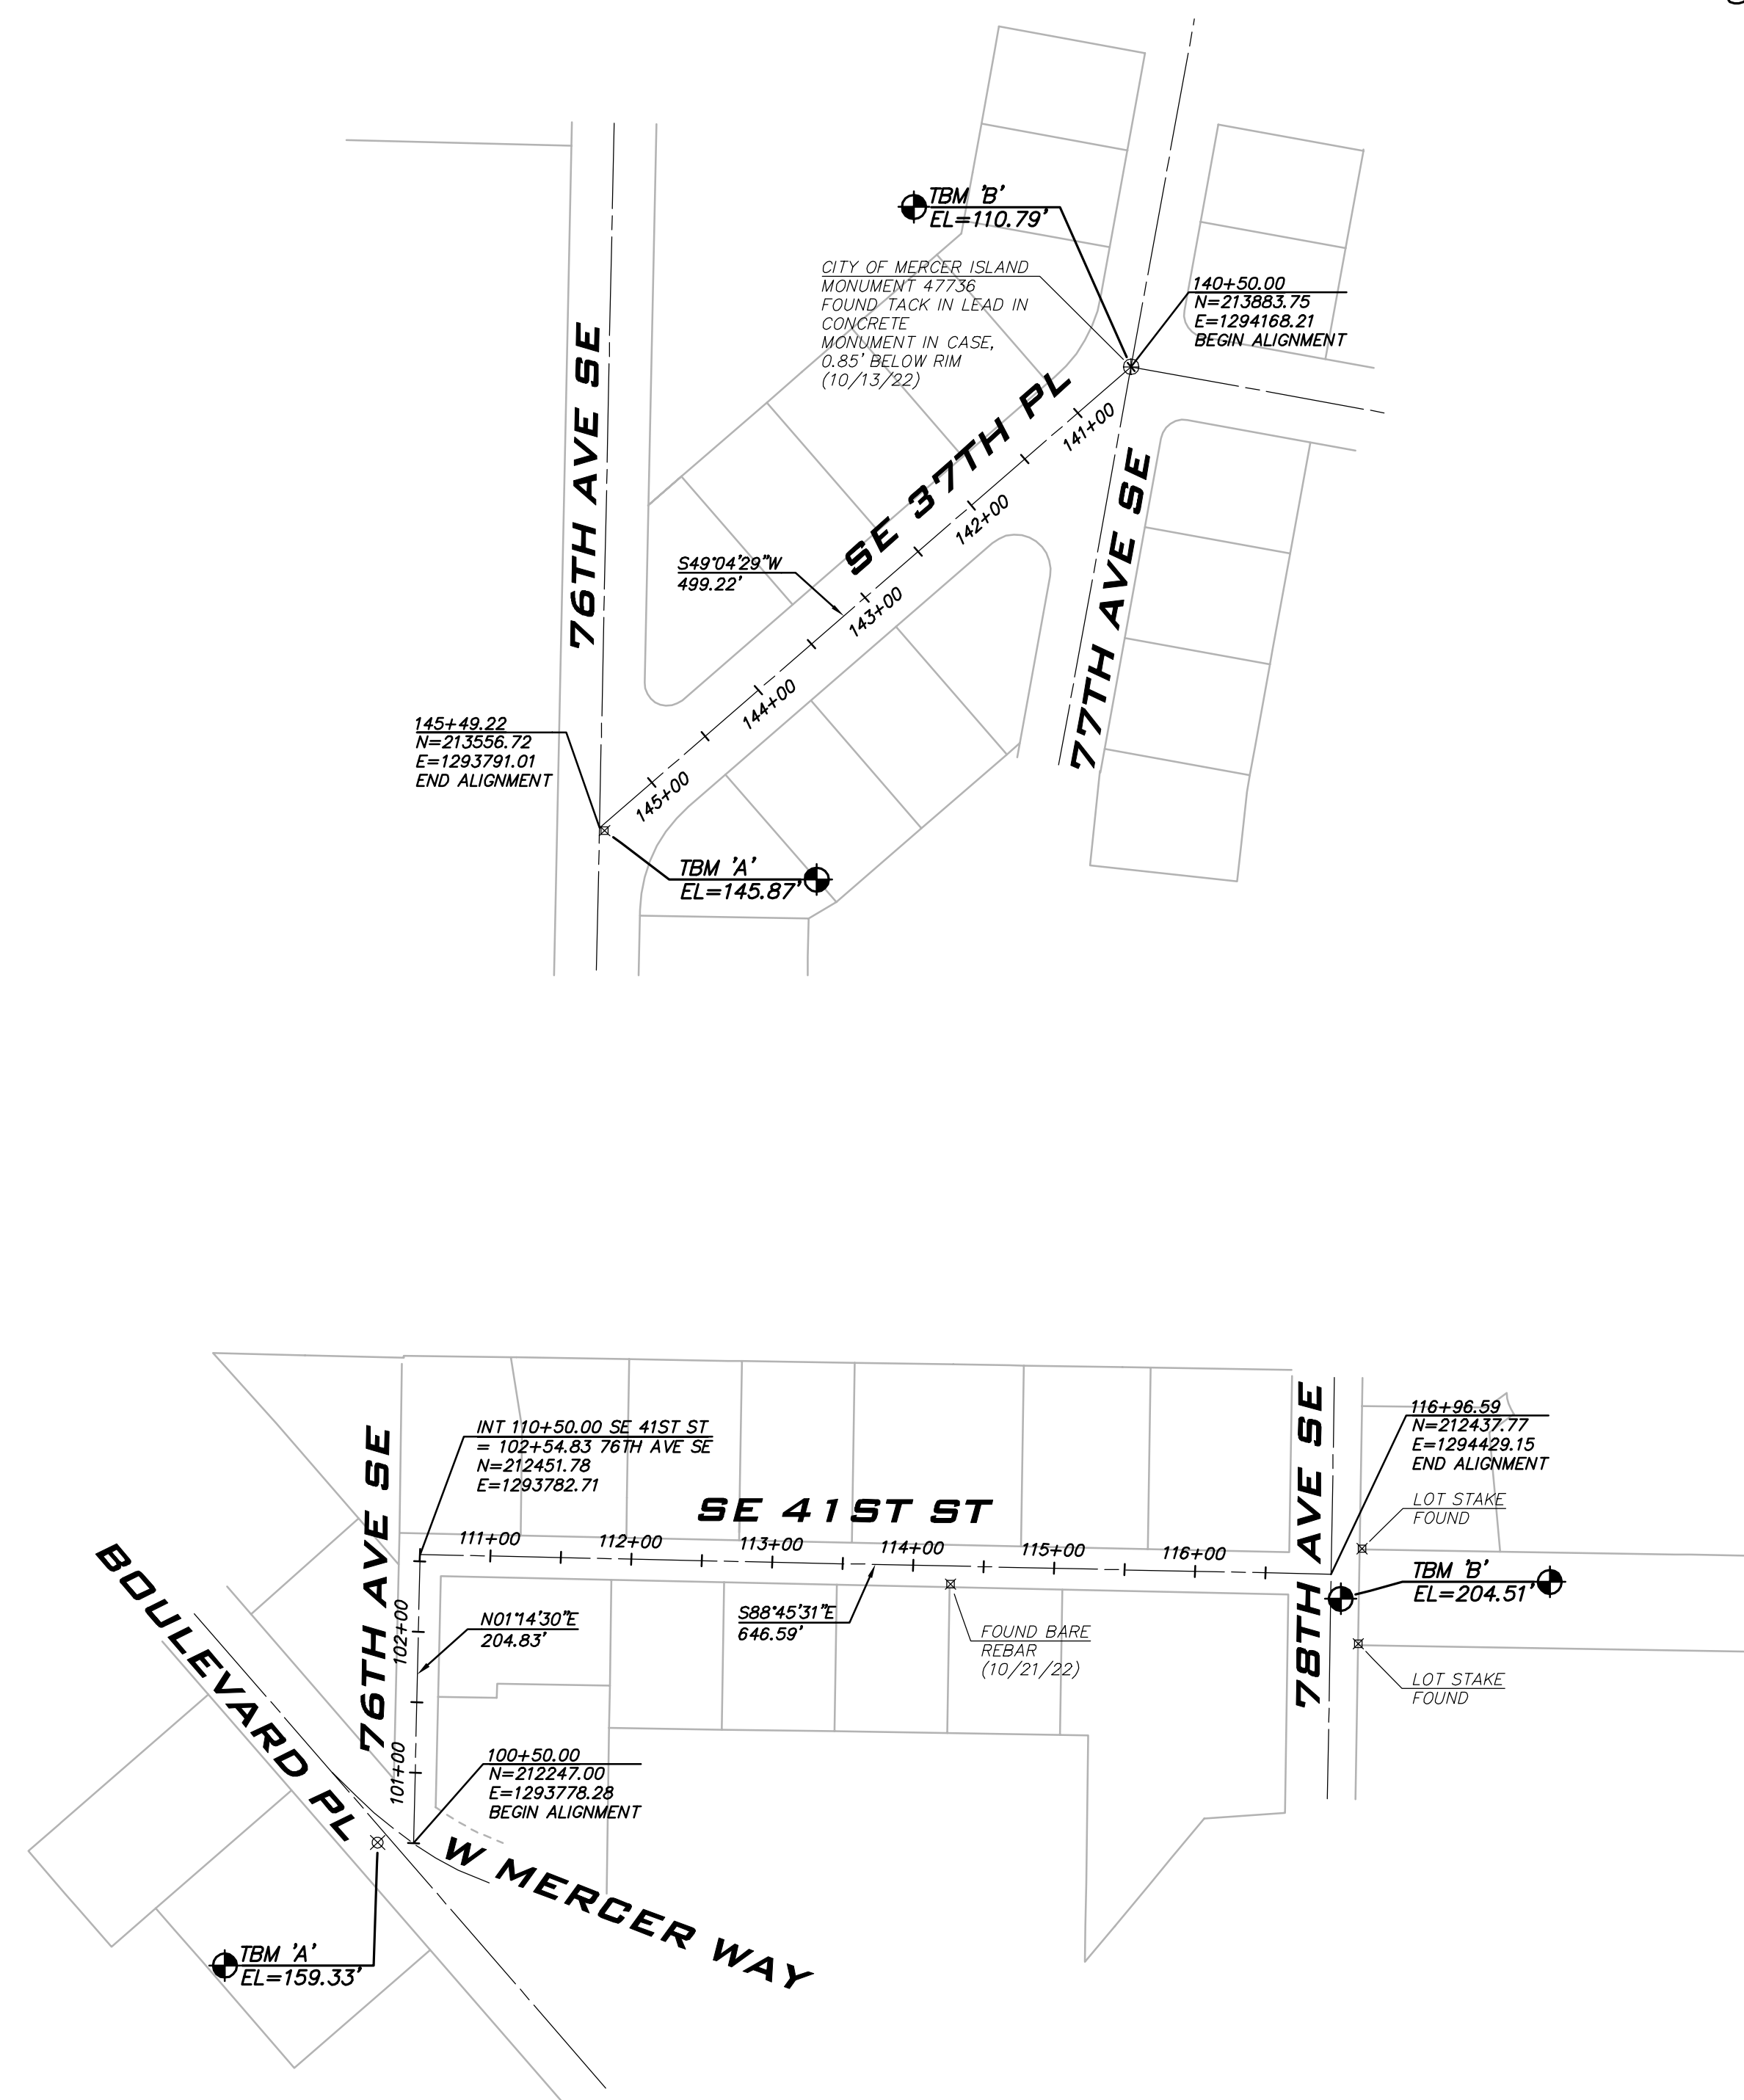 TBM 'B'
EL=110.79'
CITY OF MERCER ISLAND
MONUMENT 47736
FOUND TACK IN LEAD IN
CONCRETE
MONUMENT IN CASE,
0.85' BELOW RIM
(10/13/22)
140+50.00
N=213883.75
E=1294168.21
BEGIN ALIGNMENT
76TH AVE SE
SE 37TH PL
77TH AVE SE
141+00
142+00
143+00
144+00
145+00
S49°04'29"W
499.22'
145+49.22
N=213556.72
E=1293791.01
END ALIGNMENT
TBM 'A'
EL=145.87'
INT 110+50.00 SE 41ST ST
= 102+54.83 76TH AVE SE
N=212451.78
E=1293782.71
116+96.59
N=212437.77
E=1294429.15
END ALIGNMENT
LOT STAKE
FOUND
SE 41ST ST
76TH AVE SE
78TH AVE SE
111+00
112+00
113+00
114+00
115+00
116+00
TBM 'B'
EL=204.51'
102+00
101+00
N01°14'30"E
204.83'
S88°45'31"E
646.59'
FOUND BARE
REBAR
(10/21/22)
LOT STAKE
FOUND
BOULEVARD PL
100+50.00
N=212247.00
E=1293778.28
BEGIN ALIGNMENT
W MERCER WAY
TBM 'A'
EL=159.33'